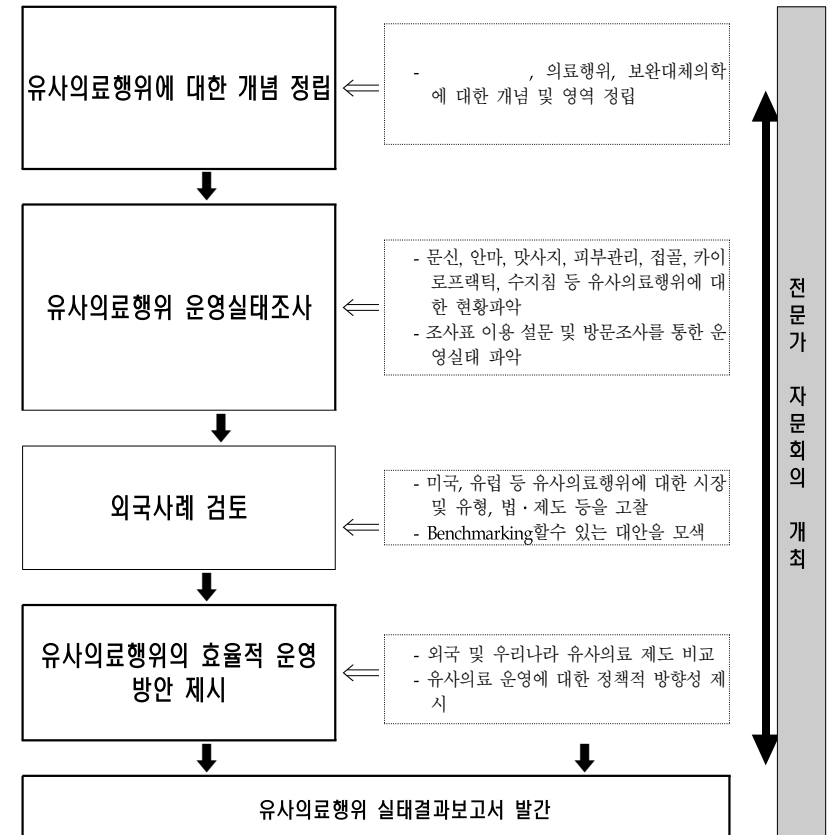 유사의료행위에 대한 개념 정립
- , 의료행위, 보완대체의학
에 대한 개념 및 영역 정립
유사의료행위 운영실태조사
- 문신, 안마, 맛사지, 피부관리, 접골, 카이
로프랙틱, 수지침 등 유사의료행위에 대
한 현황파악
- 조사표 이용 설문 및 방문조사를 통한 운
영실태 파악
외국사례 검토
- 미국, 유럽 등 유사의료행위에 대한 시장
및 유형, 법·제도 등을 고찰
- Benchmarking할수 있는 대안을 모색
유사의료행위의 효율적 운영
방안 제시
- 외국 및 우리나라 유사의료 제도 비교
- 유사의료 운영에 대한 정책적 방향성 제
시
유사의료행위 실태결과보고서 발간
전문가 자문회의 개최